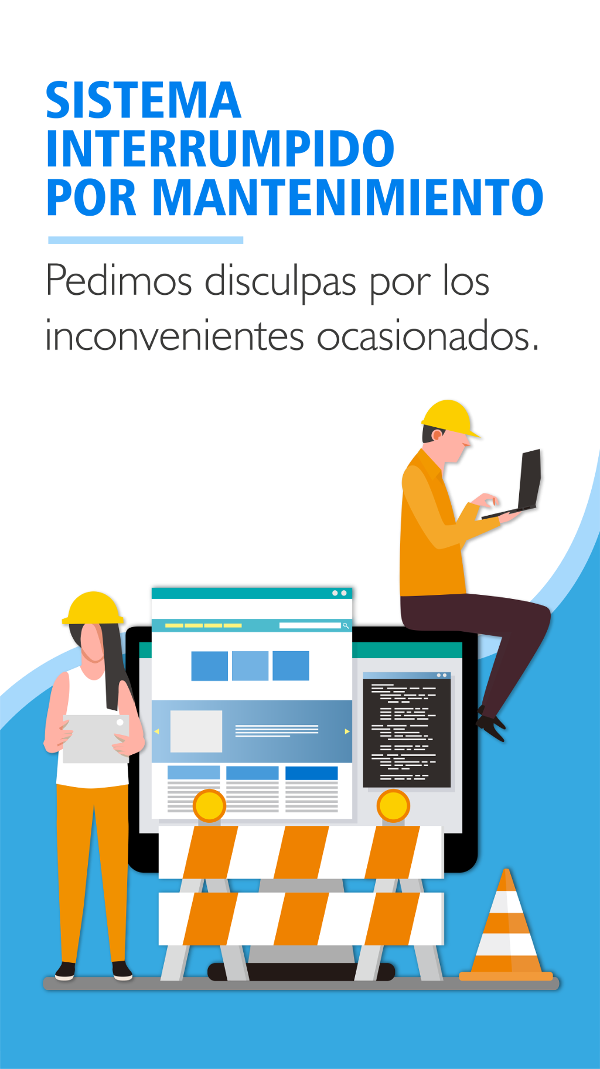 SISTEMA
INTERRUMPIDO
POR MANTENIMIENTO
Pedimos disculpas por los
inconvenientes ocasionados.